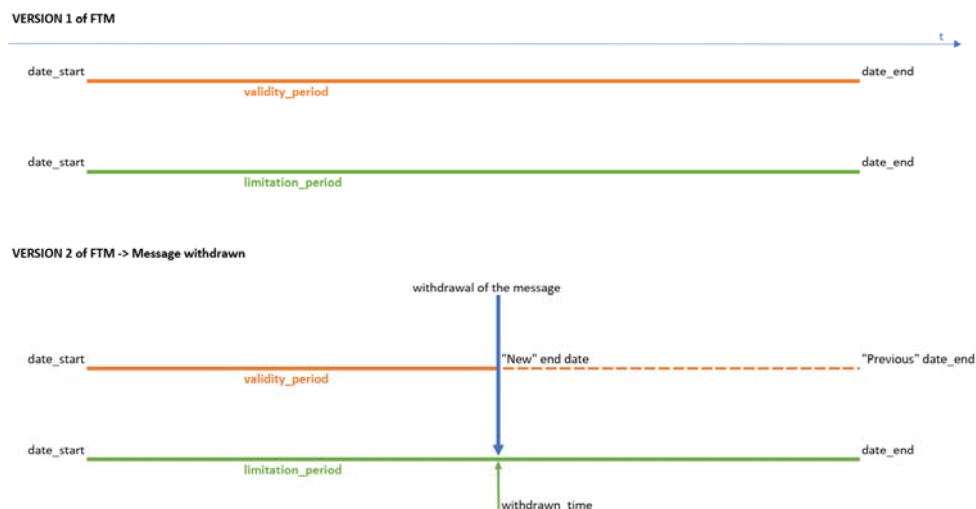 VERSION 1 of FTM
t
date_start
date_end
validity_period
date_start
date_end
limitation_period
VERSION 2 of FTM -> Message withdrawn
withdrawal of the message
date_start
"New" end date
"Previous" date_end
validity_period
date_start
date_end
limitation_period
withdrawn_time